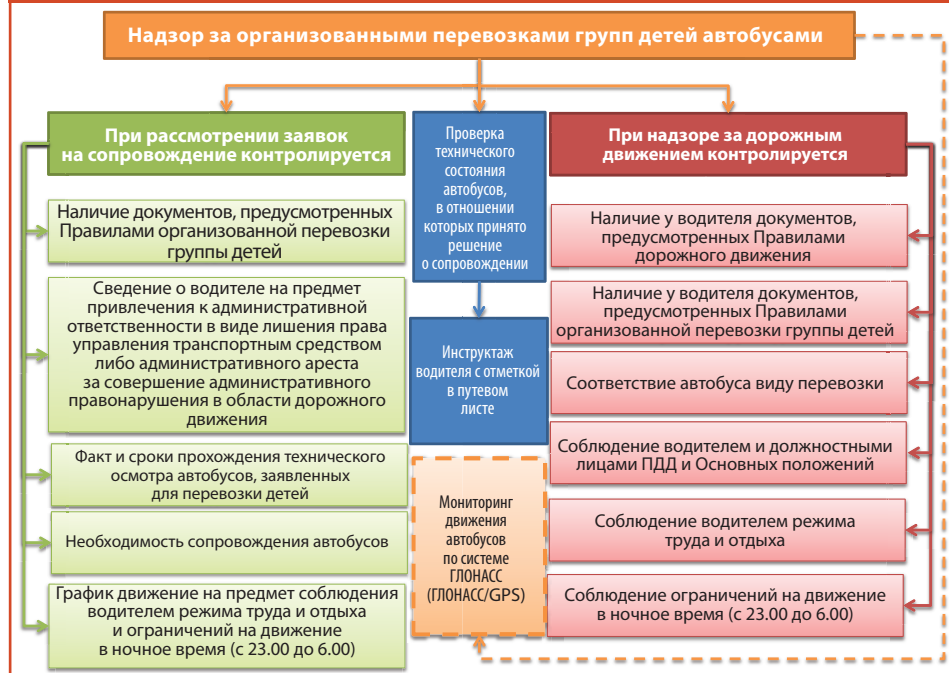 Надзор за организованными перевозками групп детей автобусами
При рассмотрении заявок
на сопровождение контролируется
Наличие документов, предусмотренных
Правилами организованной перевозки
группы детей
Сведение о водителе на предмет
привлечения к административной
ответственности в виде лишения права
управления транспортным средством
либо административного ареста
за совершение административного
правонарушения в области дорожного
движения
Факт и сроки прохождения технического
осмотра автобусов, заявленных
для перевозки детей
Необходимость сопровождения автобусов
График движение на предмет соблюдения
водителем режима труда и отдыха
и ограничений на движение
в ночное время (с 23.00 до 6.00)
Проверка
технического
состояния
автобусов,
в отношении
которых принято
решение
о сопровождении
Инструктаж
водителя с отметкой
в путевом
листе
Мониторинг
движения
автобусов
по системе
ГЛОНАСС
(ГЛОНАСС/GPS)
При надзоре за дорожным
движением контролируется
Наличие у водителя документов,
предусмотренных Правилами
дорожного движения
Наличие у водителя документов,
предусмотренных Правилами
организованной перевозки группы детей
Соответствие автобуса виду перевозки
Соблюдение водителем и должностными
лицами ПДД и Основных положений
Соблюдение водителем режима
труда и отдыха
Соблюдение ограничений на движение
в ночное время (с 23.00 до 6.00)